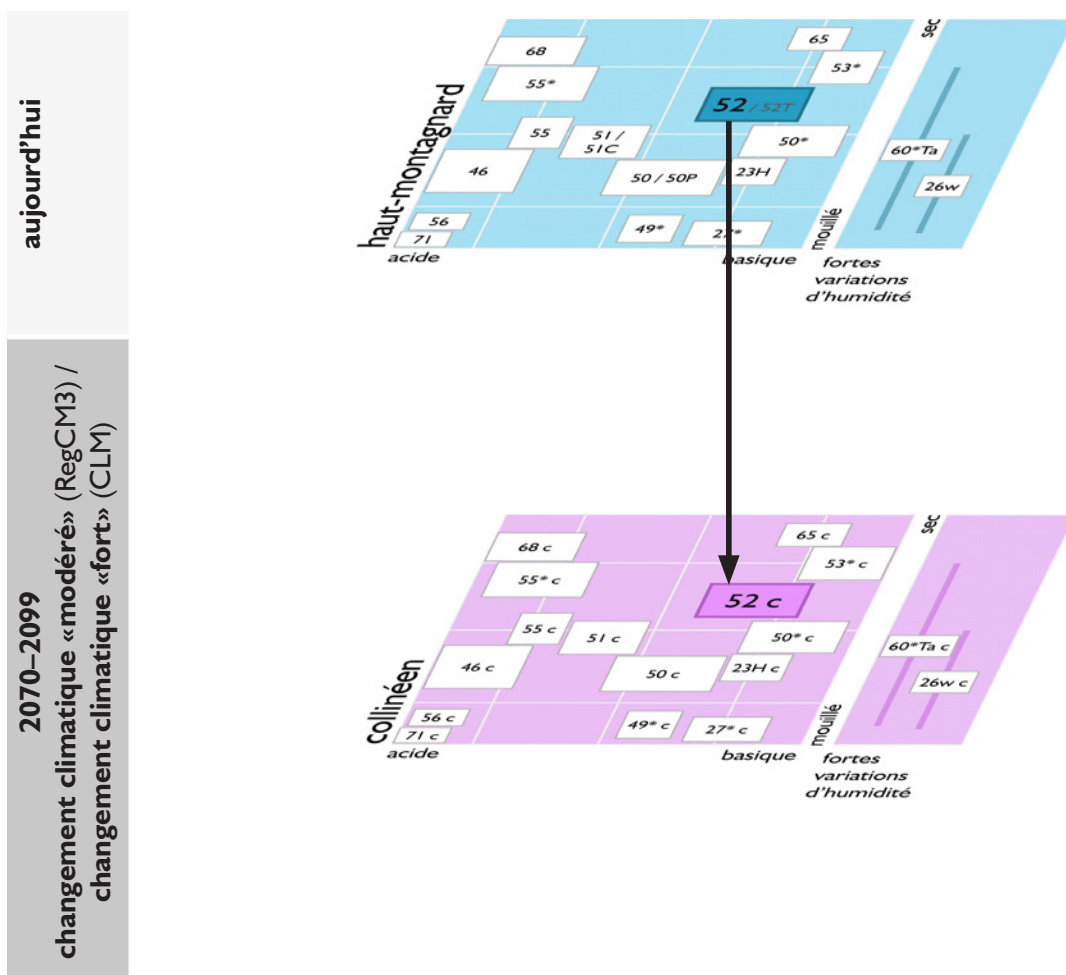 aujourd'hui
haut-montagnard
68
65
sec
55*
53*
52 / 52T
55
51 /
51C
50*
60*Ta
46
50 / 50P
23H
26w
56
49*
27*
mouillé
71
acide
basique
fortes
variations
d'humidité
2070–2099
changement climatique «modéré» (RegCM3) /
changement climatique «fort» (CLM)
collinéen
68 c
65 c
sec
55* c
53* c
52 c
55 c
51 c
50* c
60*Ta c
46 c
50 c
23H c
26w c
56 c
49* c
27* c
mouillé
71 c
acide
basique
fortes
variations
d'humidité